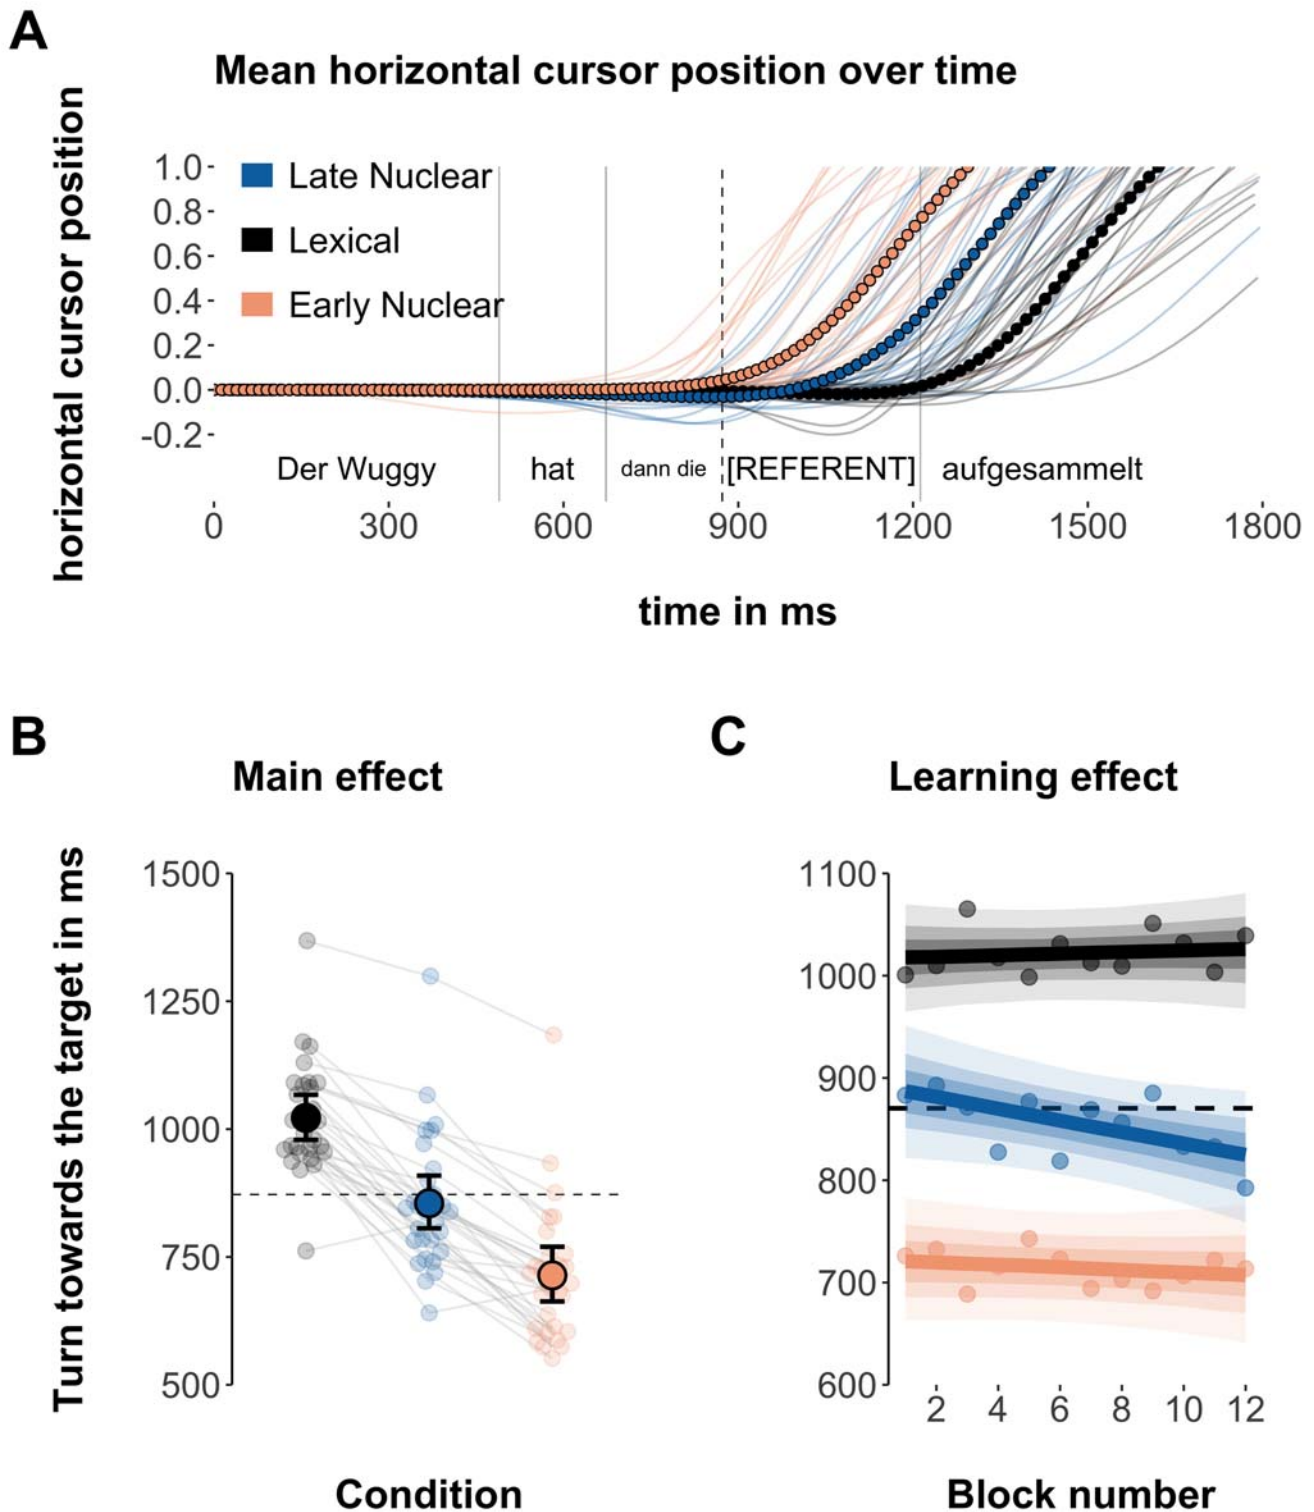 A
Mean horizontal cursor position over time
horizontal cursor position
1.0
0.8
0.6
0.4
0.2
0.0
-0.2
Late Nuclear
Lexical
Early Nuclear
Der Wuggy hat dann die [REFERENT] aufgesammelt
0 300 600 900 1200 1500 1800
time in ms
B
Main effect
Turn towards the target in ms
1500
1250
1000
750
500
Condition
C
Learning effect
1100
1000
900
800
700
600
2 4 6 8 10 12
Block number